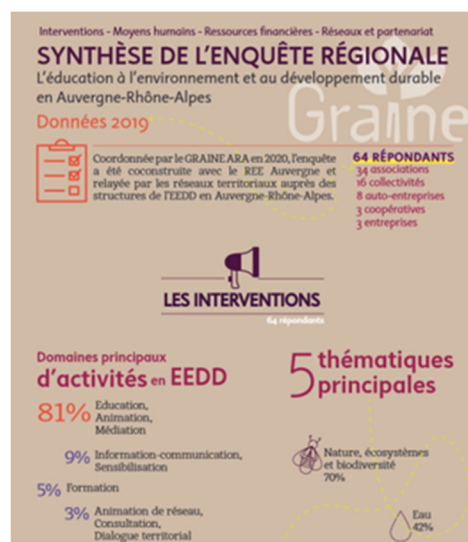 Interventions - Moyens humains - Ressources financières - Réseaux et partenariat
SYNTHÈSE DE L'ENQUÊTE RÉGIONALE
L'éducation à l'environnement et au développement durable
en Auvergne-Rhône-Alpes
Graine
Données 2019
Coordonnée par le GRAINE ARA en 2020, l'enquête
a été coconstruite avec le REE Auvergne et
relayée par les réseaux territoriaux auprès des
structures de l'EEDD en Auvergne-Rhône-Alpes.
64 RÉPONDANTS
34 associations
16 collectivités
8 auto-entreprises
3 coopératives
3 entreprises
LES INTERVENTIONS
64 répondants
Domaines principaux
d'activités en EEDD
81% Education,
Animation,
Médiation
9% Information-communication,
Sensibilisation
5% Formation
3% Animation de réseau,
Consultation,
Dialogue territorial
5 thématiques
principales
Nature, écosystèmes
et biodiversité
70%
Eau
42%